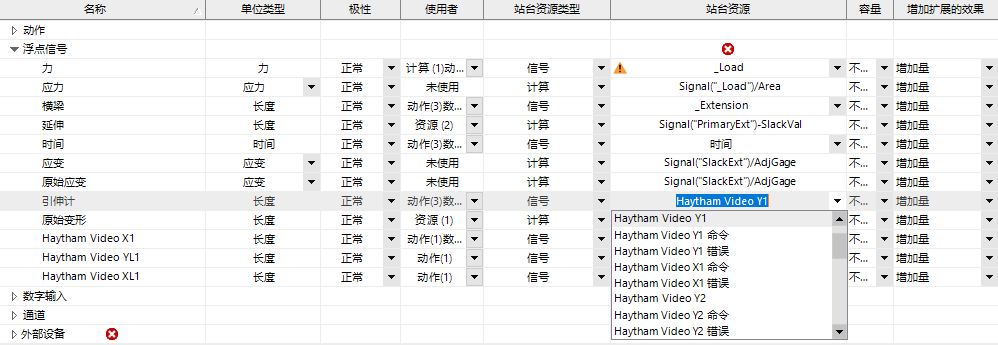 名称 单位类型 极性 使用者 站台资源类型 站台资源 容量 增加扩展的效果
动作
浮点信号
力 力 正常 计算 (1)动... 信号 _Load 不... 增加量
应力 应力 正常 未使用 计算 Signal("_Load")/Area 不... 增加量
横梁 长度 正常 动作(3)数... 信号 _Extension 不... 增加量
延伸 长度 正常 资源 (2) 计算 Signal("PrimaryExt")-SlackVal 不... 增加量
时间 时间 正常 动作(3)数... 信号 时间 不... 增加量
应变 应变 正常 未使用 计算 Signal("SlackExt")/AdjGage 不... 增加量
原始应变 应变 正常 未使用 计算 Signal("SlackExt")/AdjGage 不... 增加量
引伸计 长度 正常 动作(3)数... 信号 Haytham Video Y1 不... 增加量
原始变形 长度 正常 资源 (1) 计算 Haytham Video Y1 不... 增加量
Haytham Video X1 长度 正常 动作(1)数... 信号 Haytham Video Y1 命令 不... 增加量
Haytham Video Y1 错误
Haytham Video YL1 长度 正常 动作(1) 信号 Haytham Video X1 命令 不... 增加量
Haytham Video XL1 长度 正常 动作(1) 信号 Haytham Video X1 错误 不... 增加量
数字输入 Haytham Video Y2
通道 Haytham Video Y2 命令
外部设备 Haytham Video Y2 错误